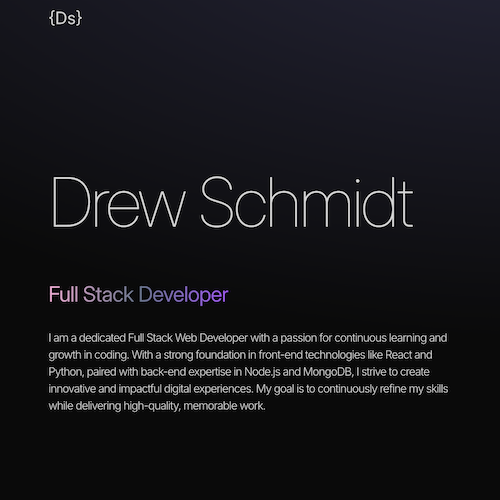 {Ds}
Drew Schmidt
Full Stack Developer
I am a dedicated Full Stack Web Developer with a passion for continuous learning and
growth in coding. With a strong foundation in front-end technologies like React and
Python, paired with back-end expertise in Node.js and MongoDB, I strive to create
innovative and impactful digital experiences. My goal is to continuously refine my skills
while delivering high-quality, memorable work.